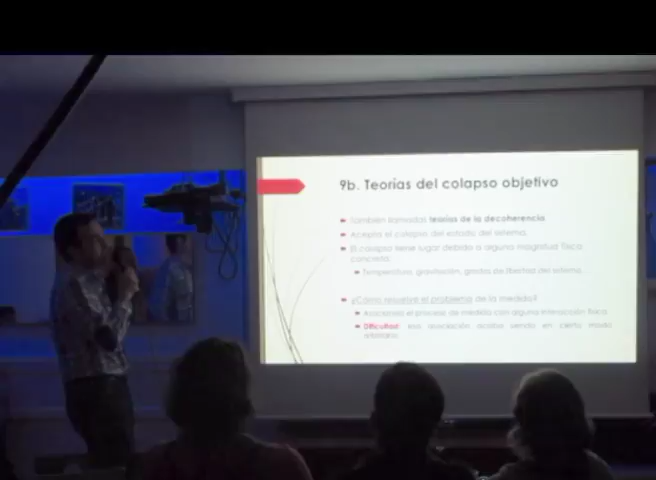 9b. Teorías del colapso objetivo
También llamadas teorías de la decoherencia
Acepta el colapso del estado del sistema.
El colapso tiene lugar debido a alguna magnitud física
concreta
Temperatura, gravitación, grados de libertad del sistema
¿Cómo resuelve el problema de la medida?
Asociando el proceso de medida con alguna interacción física
Dificultad: esa asociación acaba siendo en cierto modo
arbitraria